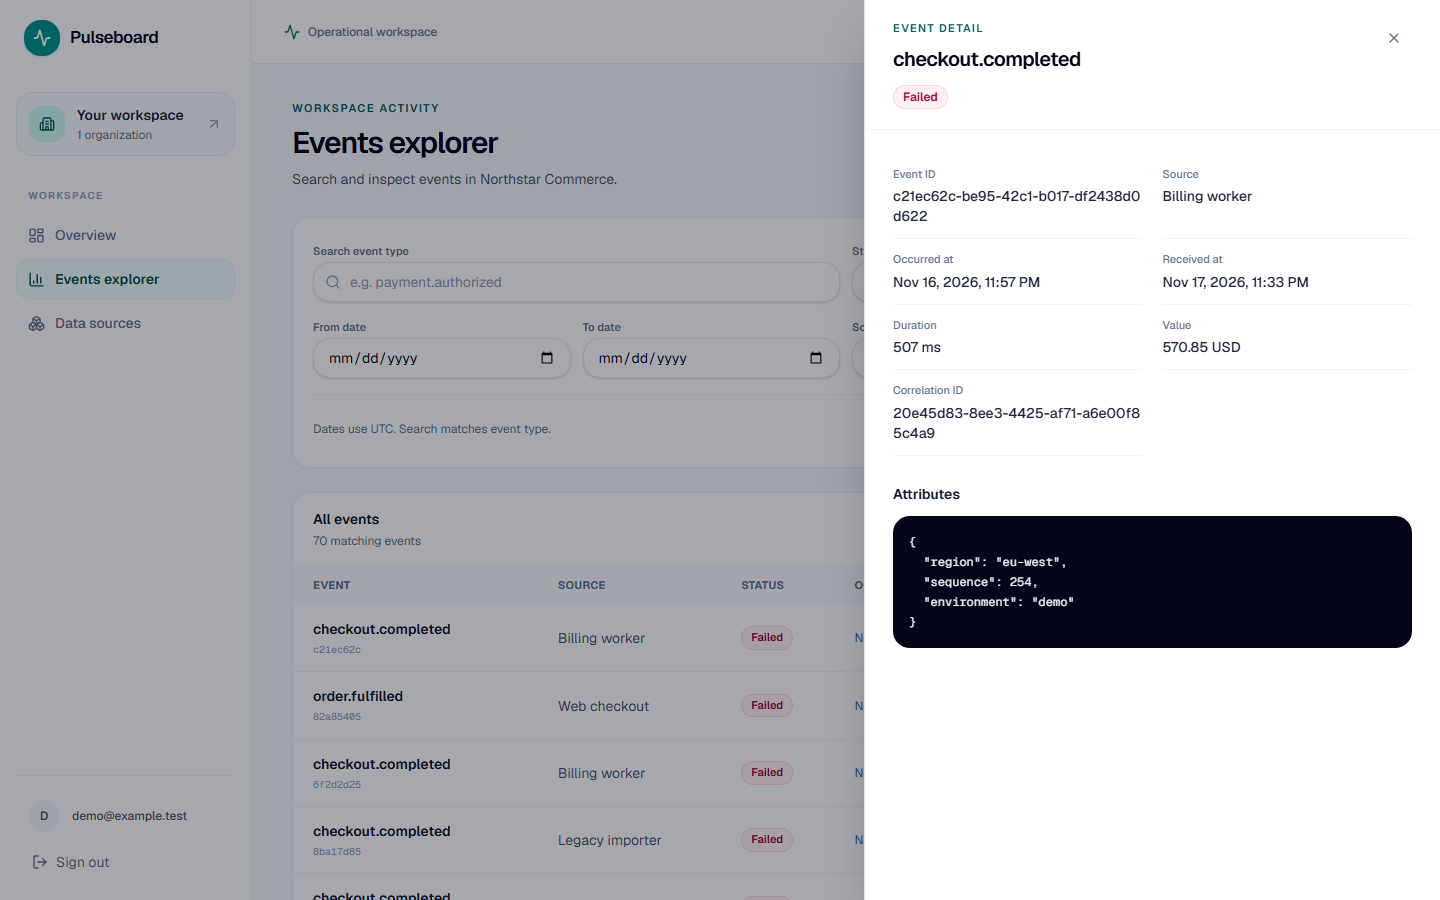 Pulseboard
Your workspace
1 organization
WORKSPACE
Overview
Events explorer
Data sources
D
demo@example.test
Sign out
Operational workspace
WORKSPACE ACTIVITY
Events explorer
Search and inspect events in Northstar Commerce.
Search event type
St
e.g. payment.authorized
From date
To date
So
mm/dd/yyyy
mm/dd/yyyy
Dates use UTC. Search matches event type.
All events
70 matching events
EVENT SOURCE STATUS O
checkout.completed
c21ec62c
Billing worker
Failed
N
order.fulfilled
82a85405
Web checkout
Failed
N
checkout.completed
6f2d2d25
Billing worker
Failed
N
checkout.completed
8ba17d85
Legacy importer
Failed
N
checkout.completed
EVENT DETAIL
checkout.completed
Failed
Event ID
c21ec62c-be95-42c1-b017-df2438d0
d622
Source
Billing worker
Occurred at
Nov 16, 2026, 11:57 PM
Received at
Nov 17, 2026, 11:33 PM
Duration
507 ms
Value
570.85 USD
Correlation ID
20e45d83-8ee3-4425-af71-a6e00f8
5c4a9
Attributes
{
"region": "eu-west",
"sequence": 254,
"environment": "demo"
}